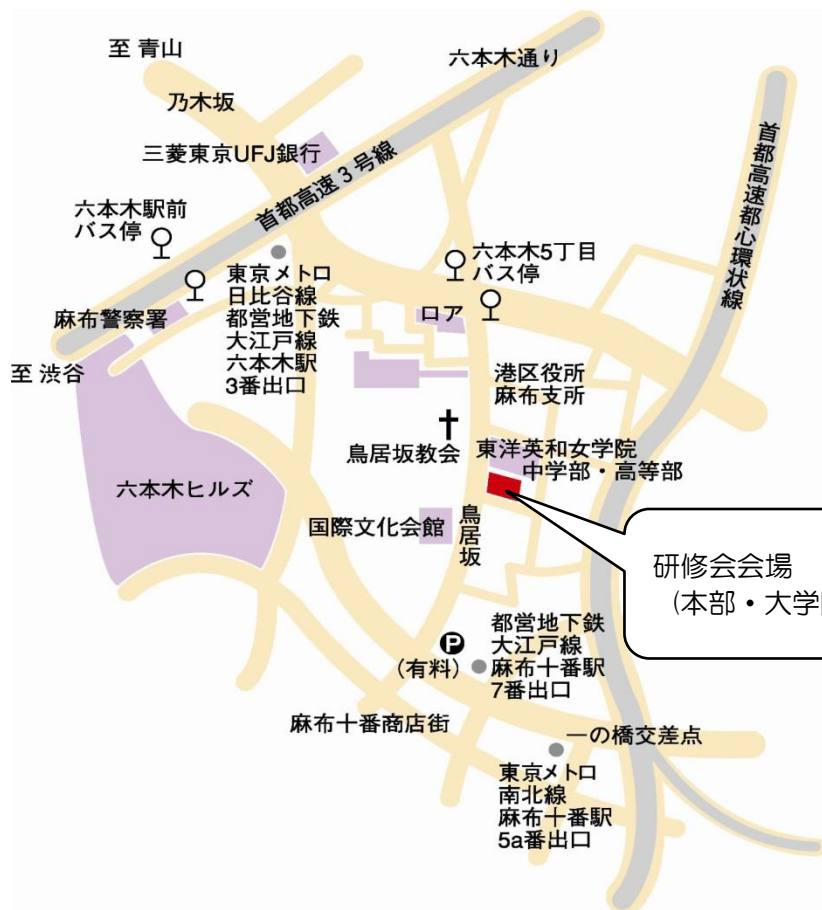 至 青山
六本木通り
乃木坂
三菱東京UFJ銀行
首都高速3号線
首都高速都心環状線
六本木駅前
バス停
六本木5丁目
バス停
東京メトロ
日比谷線
都営地下鉄
大江戸線
六本木駅
3番出口
ロア
麻布警察署
至 渋谷
港区役所
麻布支所
鳥居坂教会
東洋英和女学院
中学部・高等部
六本木ヒルズ
国際文化会館
鳥居坂
研修会会場
(本部・大学
都営地下鉄
大江戸線
麻布十番駅
7番出口
P
(有料)
麻布十番商店街
一の橋交差点
東京メトロ
南北線
麻布十番駅
5a番出口